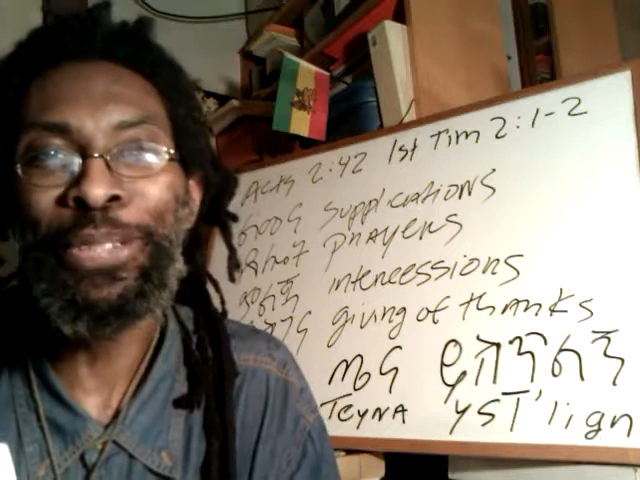 Acts 2:42 1st Tim 2:1-2
supplications
ጸሎት prayers
intercessions
giving of thanks
ጤና ይስጥልኝ
TEYNA YST'lign